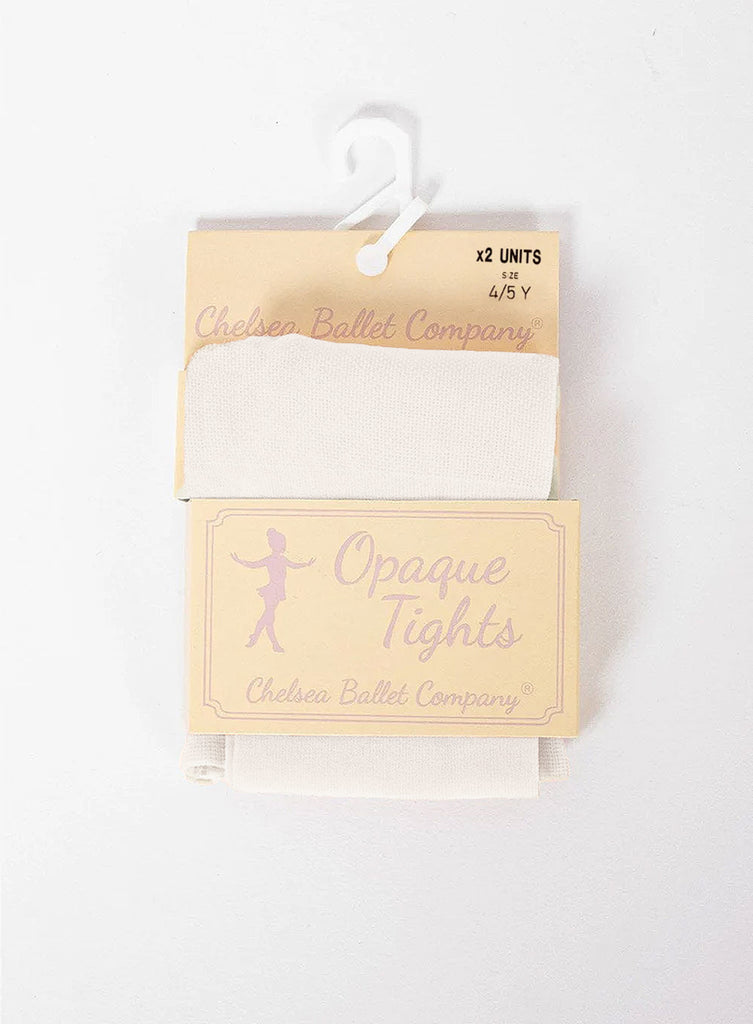 x2 UNITS
SIZE
4/5 Y
Chelsea Ballet Company®
Opaque
Tights
Chelsea Ballet Company®